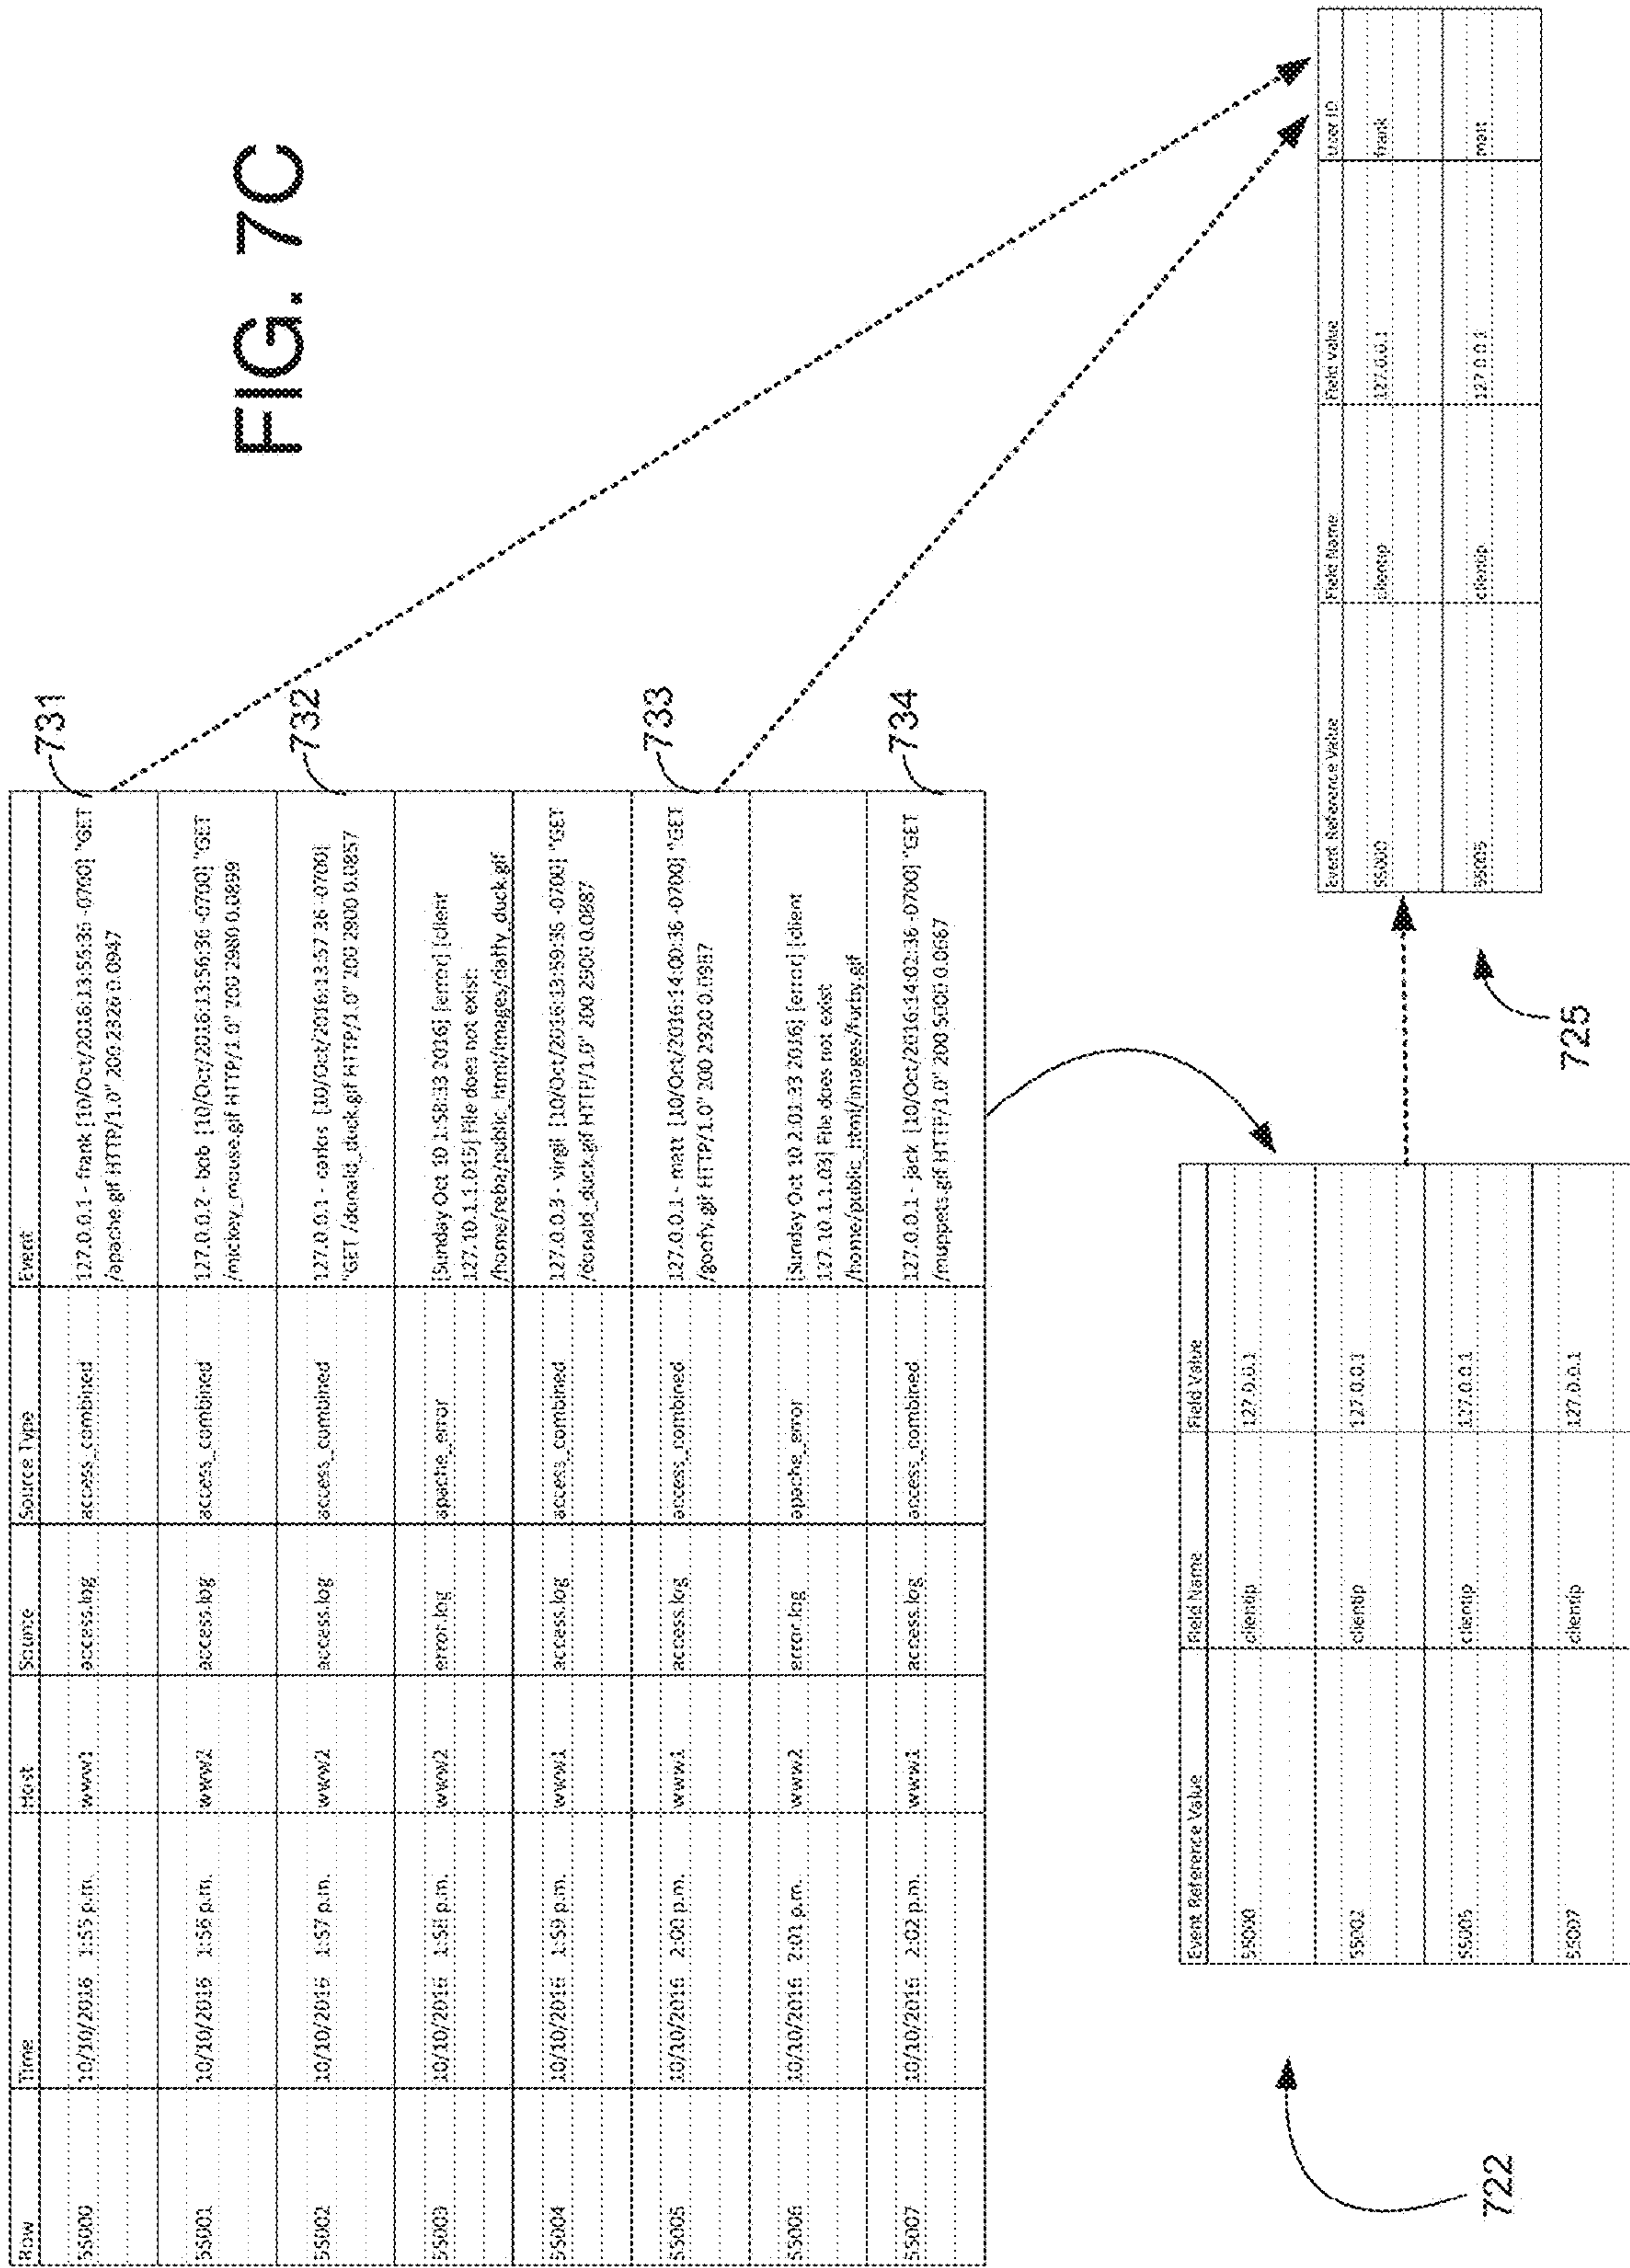 FIG. 7C
Row Time Host Source Source Type Event
55000 10/10/2016 1:55 p.m. www1 access.log access_combined 127.0.0.1 - frank [10/Oct/2016:13:55:36 -0700] "GET
/apache.gif HTTP/1.0" 200 2326 0.0947
731
55001 10/10/2016 1:56 p.m. www2 access.log access_combined 127.0.0.2 - bob [10/Oct/2016:13:56:36 -0700] "GET
/mickey_mouse.gif HTTP/1.0" 200 2980 0.0899
55002 10/10/2016 1:57 p.m. www2 access.log access_combined 127.0.0.1 - carlos [10/Oct/2016:13:57:36 -0700]
"GET /donald_duck.gif HTTP/1.0" 200 2900 0.0857
732
55003 10/10/2016 1:58 p.m. www2 error.log apache_error [Sunday Oct 10 1:58:33 2016] [error] [client
127.10.1.1.015] File does not exist:
/home/reba/public_html/images/daffy_duck.gif
55004 10/10/2016 1:59 p.m. www1 access.log access_combined 127.0.0.3 - virgil [10/Oct/2016:13:59:36 -0700] "GET
/donald_duck.gif HTTP/1.0" 200 2900 0.0887
55005 10/10/2016 2:00 p.m. www1 access.log access_combined 127.0.0.1 - matt [10/Oct/2016:14:00:36 -0700] "GET
/goofy.gif HTTP/1.0" 200 2920 0.0987
733
55006 10/10/2016 2:01 p.m. www2 error.log apache_error [Sunday Oct 10 2:01:33 2016] [error] [client
127.10.1.1.03] File does not exist
/home/public_html/images/furby.gif
55007 10/10/2016 2:02 p.m. www1 access.log access_combined 127.0.0.1 - jack [10/Oct/2016:14:02:36 -0700] "GET
/muppets.gif HTTP/1.0" 200 5000 0.0667
734
Event Reference Value Field Name Field Value
55000 clientip 127.0.0.1
55002 clientip 127.0.0.1
55005 clientip 127.0.0.1
55007 clientip 127.0.0.1
722
Event Reference Value Field Name Field Value User ID
55000 clientip 127.0.0.1 frank
55005 clientip 127.0.0.1 matt
725